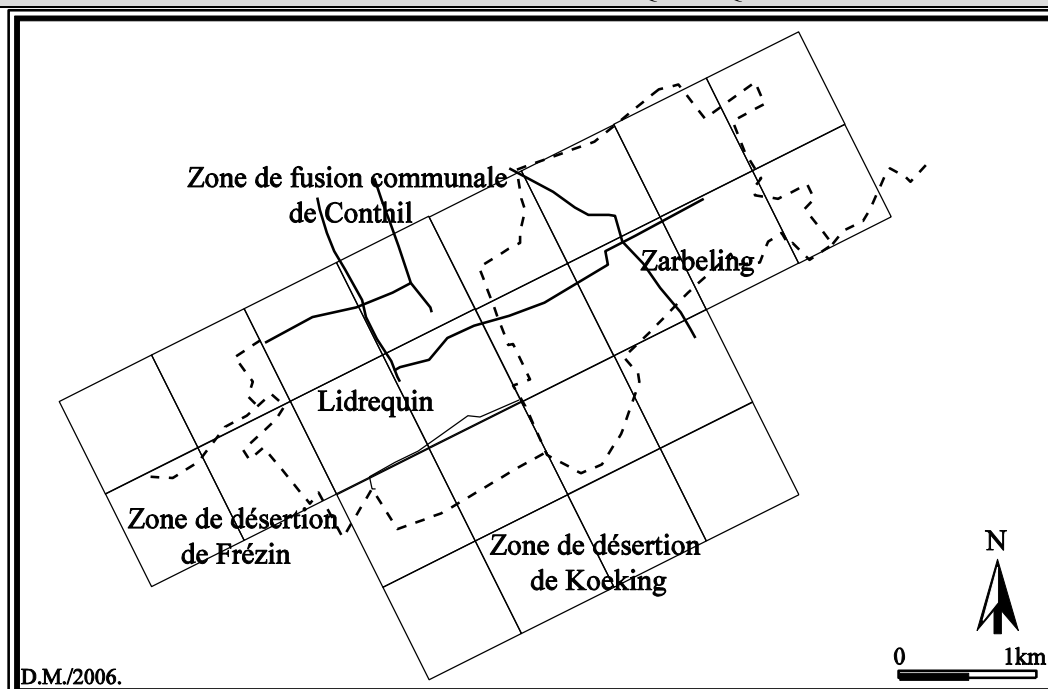 Zone de fusion communale
de Conthil
Zarbeling
Lidrequin
Zone de désertion
de Frézin
Zone de désertion
de Koeking
N
0 1km
D.M./2006.